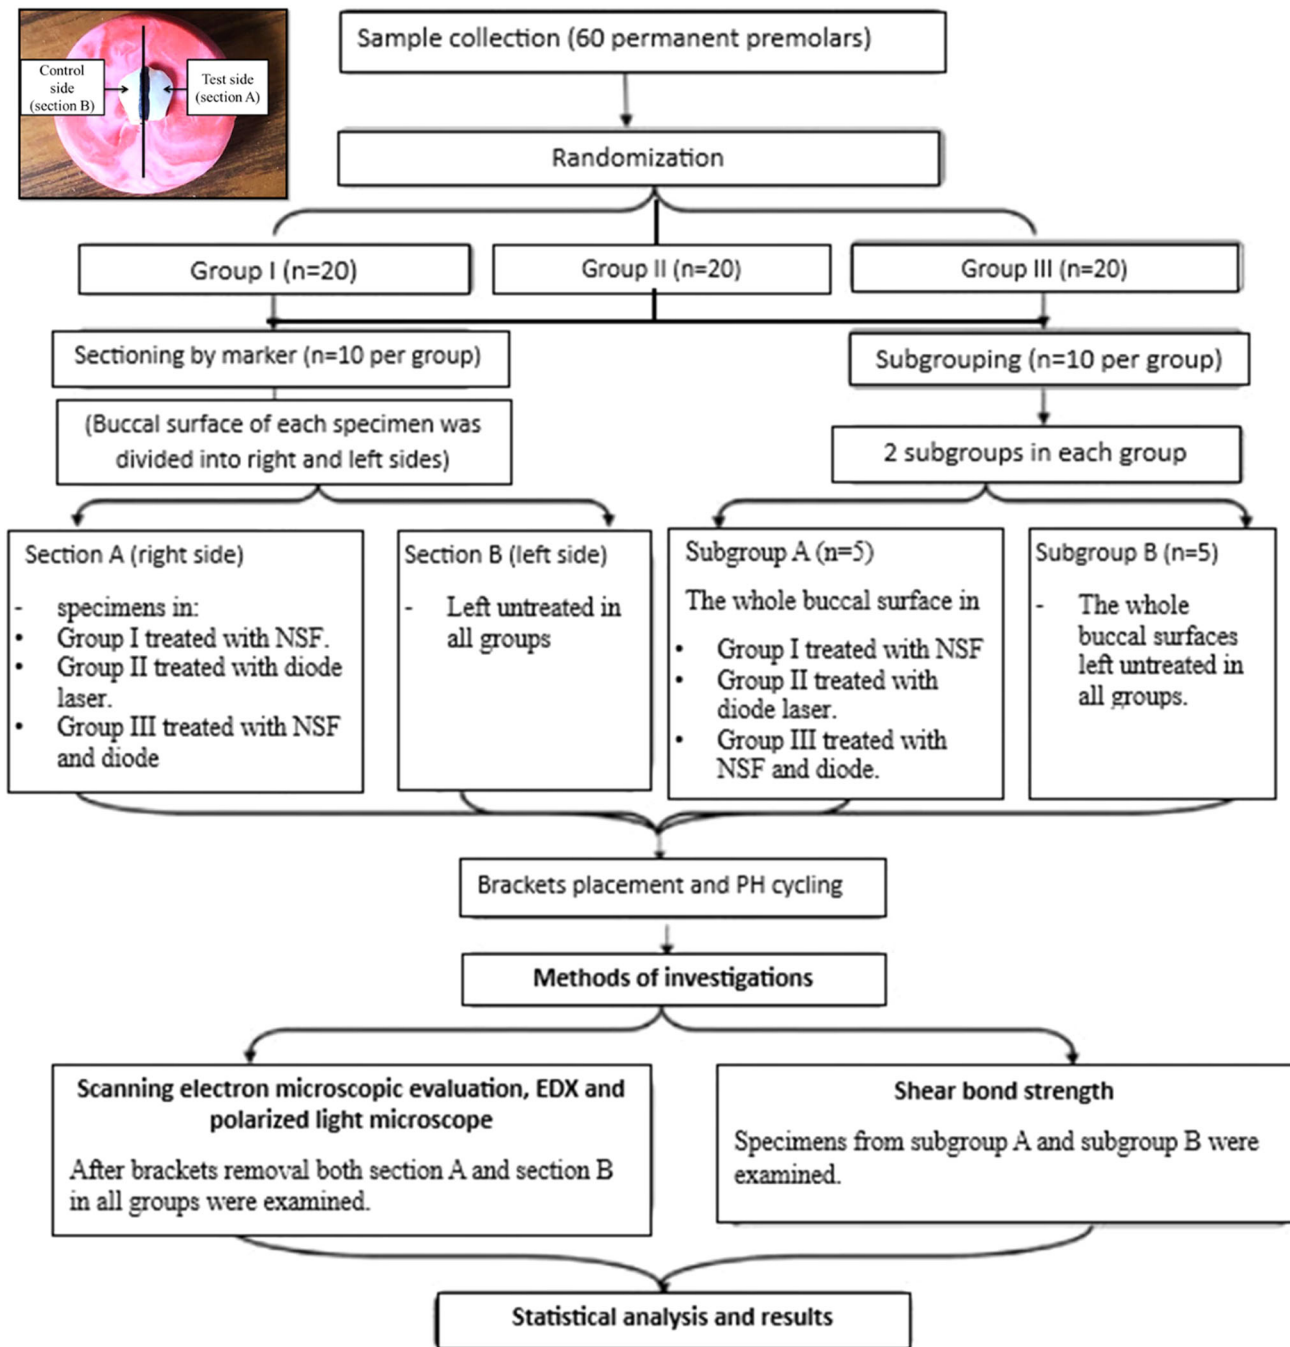 Control
side
(section B)
Test side
(section A)
Sample collection (60 permanent premolars)
Randomization
Group I (n=20)
Group II (n=20)
Group III (n=20)
Sectioning by marker (n=10 per group)
Subgrouping (n=10 per group)
(Buccal surface of each specimen was
divided into right and left sides)
2 subgroups in each group
Section A (right side)
- specimens in:
• Group I treated with NSF.
• Group II treated with diode
laser.
• Group III treated with NSF
and diode
Section B (left side)
- Left untreated in
all groups
Subgroup A (n=5)
The whole buccal surface in
• Group I treated with NSF
• Group II treated with
diode laser.
• Group III treated with
NSF and diode.
Subgroup B (n=5)
- The whole
buccal surfaces
left untreated in
all groups.
Brackets placement and PH cycling
Methods of investigations
Scanning electron microscopic evaluation, EDX and
polarized light microscope
After brackets removal both section A and section B
in all groups were examined.
Shear bond strength
Specimens from subgroup A and subgroup B were
examined.
Statistical analysis and results